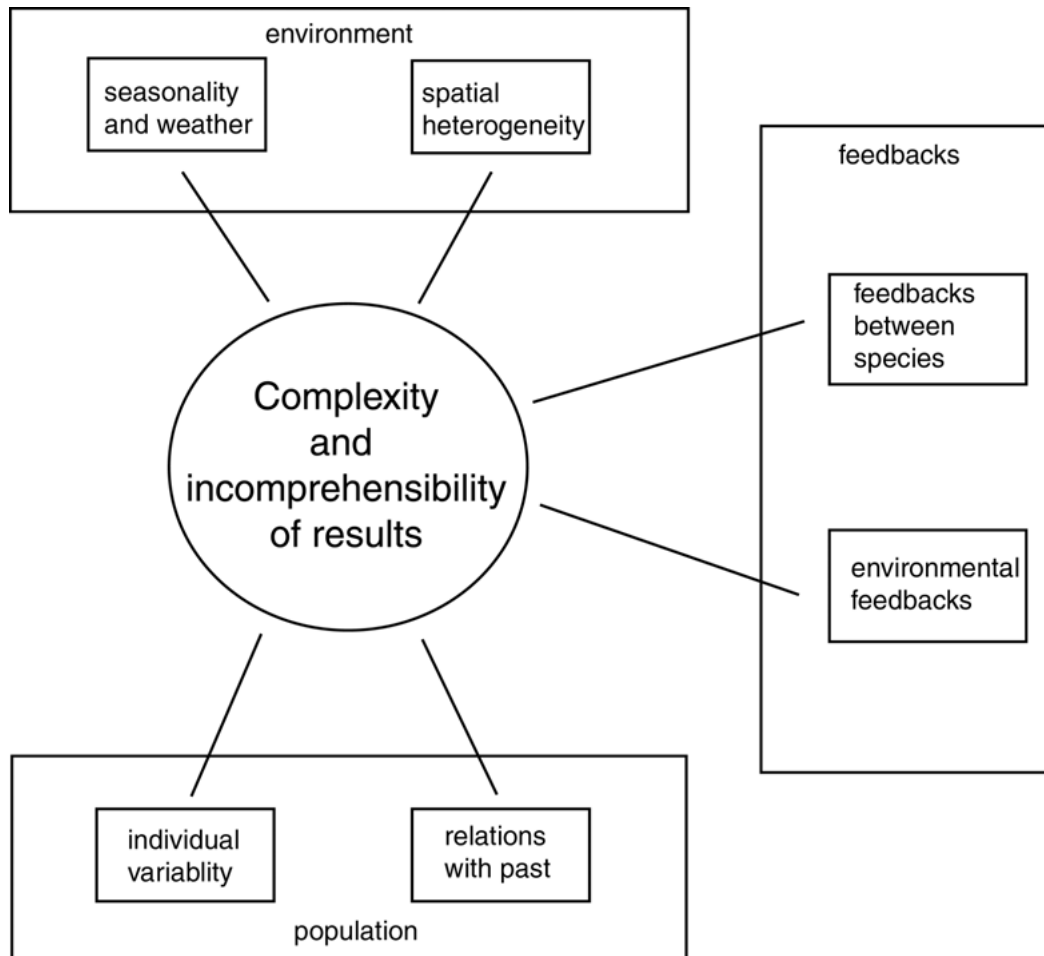 environment
seasonality
and weather
spatial
heterogeneity
feedbacks
feedbacks
between
species
Complexity
and
incomprehensibility
of results
environmental
feedbacks
individual
variablity
relations
with past
population